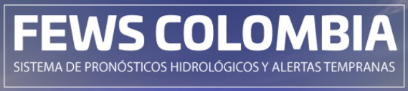 FEWS COLOMBIA
SISTEMA DE PRONÓSTICOS HIDROLÓGICOS Y ALERTAS TEMPRANAS